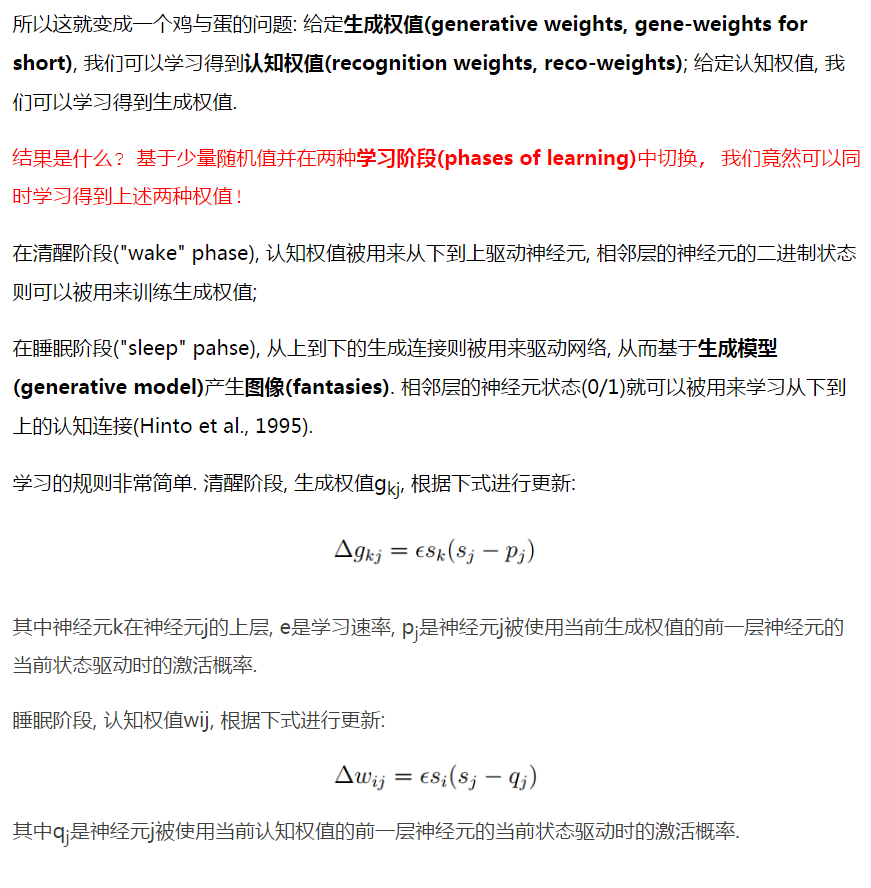 所以这就变成一个鸡与蛋的问题: 给定生成权值(generative weights, gene-weights for
short), 我们可以学习得到认知权值(recognition weights, reco-weights); 给定认知权值, 我
们可以学习得到生成权值.
结果是什么？ 基于少量随机值并在两种学习阶段(phases of learning)中切换， 我们竟然可以同
时学习得到上述两种权值！
在清醒阶段("wake" phase), 认知权值被用来从下到上驱动神经元, 相邻层的神经元的二进制状态
则可以被用来训练生成权值;
在睡眠阶段("sleep" pahse), 从上到下的生成连接则被用来驱动网络, 从而基于生成模型
(generative model)产生图像(fantasies). 相邻层的神经元状态(0/1)就可以被用来学习从下到
上的认知连接(Hinto et al., 1995).
学习的规则非常简单. 清醒阶段, 生成权值g_kj, 根据下式进行更新:
Δg_kj = ϵs_k(s_j − p_j)
其中神经元k在神经元j的上层, e是学习速率, p_j是神经元j被使用当前生成权值的前一层神经元的
当前状态驱动时的激活概率.
睡眠阶段, 认知权值wij, 根据下式进行更新:
Δw_ij = ϵs_i(s_j − q_j)
其中q_j是神经元j被使用当前认知权值的前一层神经元的当前状态驱动时的激活概率.